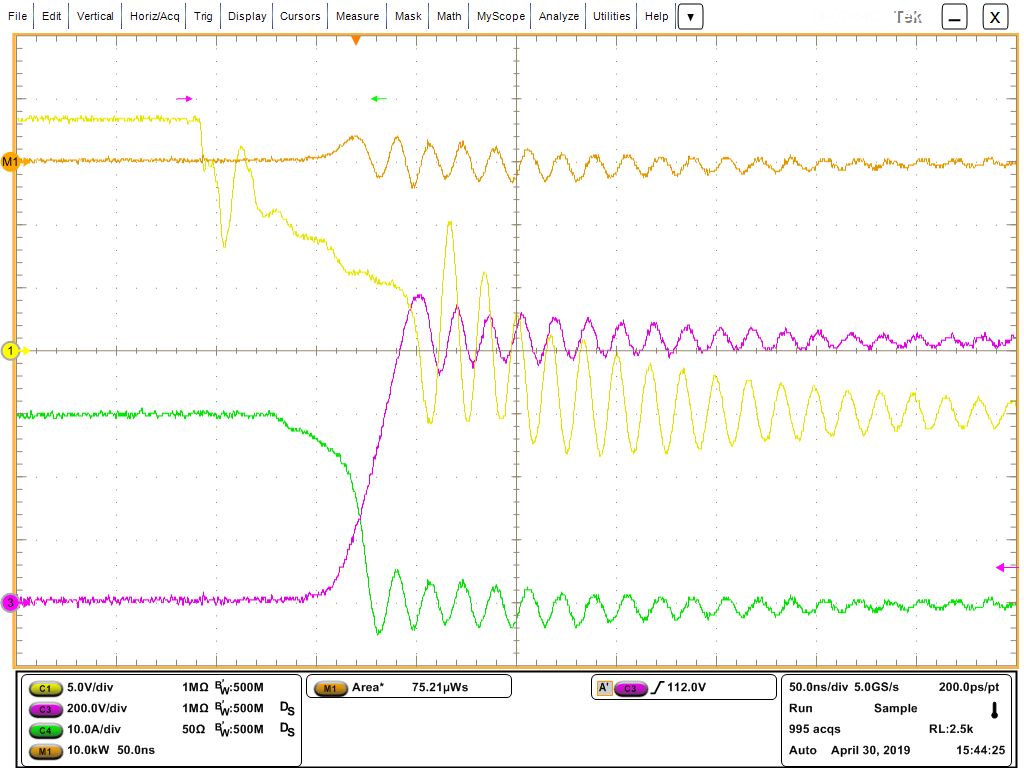 File Edit Vertical Horiz/Acq Trig Display Cursors Measure Mask Math MyScope Analyze Utilities Help ▼ Tek X
M1
1
3
C1 5.0V/div 1MΩ BW:500M
C3 200.0V/div 1MΩ BW:500M DS
C4 10.0A/div 50Ω BW:500M DS
M1 10.0kW 50.0ns
M1 Area* 75.21µWs
A' C3 112.0V
50.0ns/div 5.0GS/s 200.0ps/pt
Run Sample
995 acqs RL:2.5k
Auto April 30, 2019 15:44:25